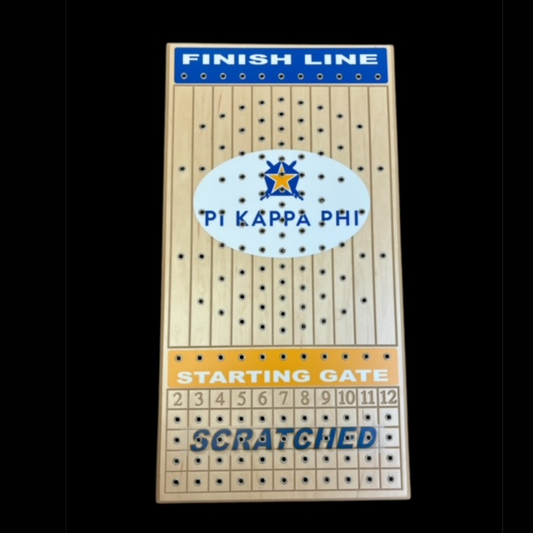 FINISH LINE
PI KAPPA PHI
STARTING GATE
2 3 4 5 6 7 8 9 10 11 12
SCRATCHED